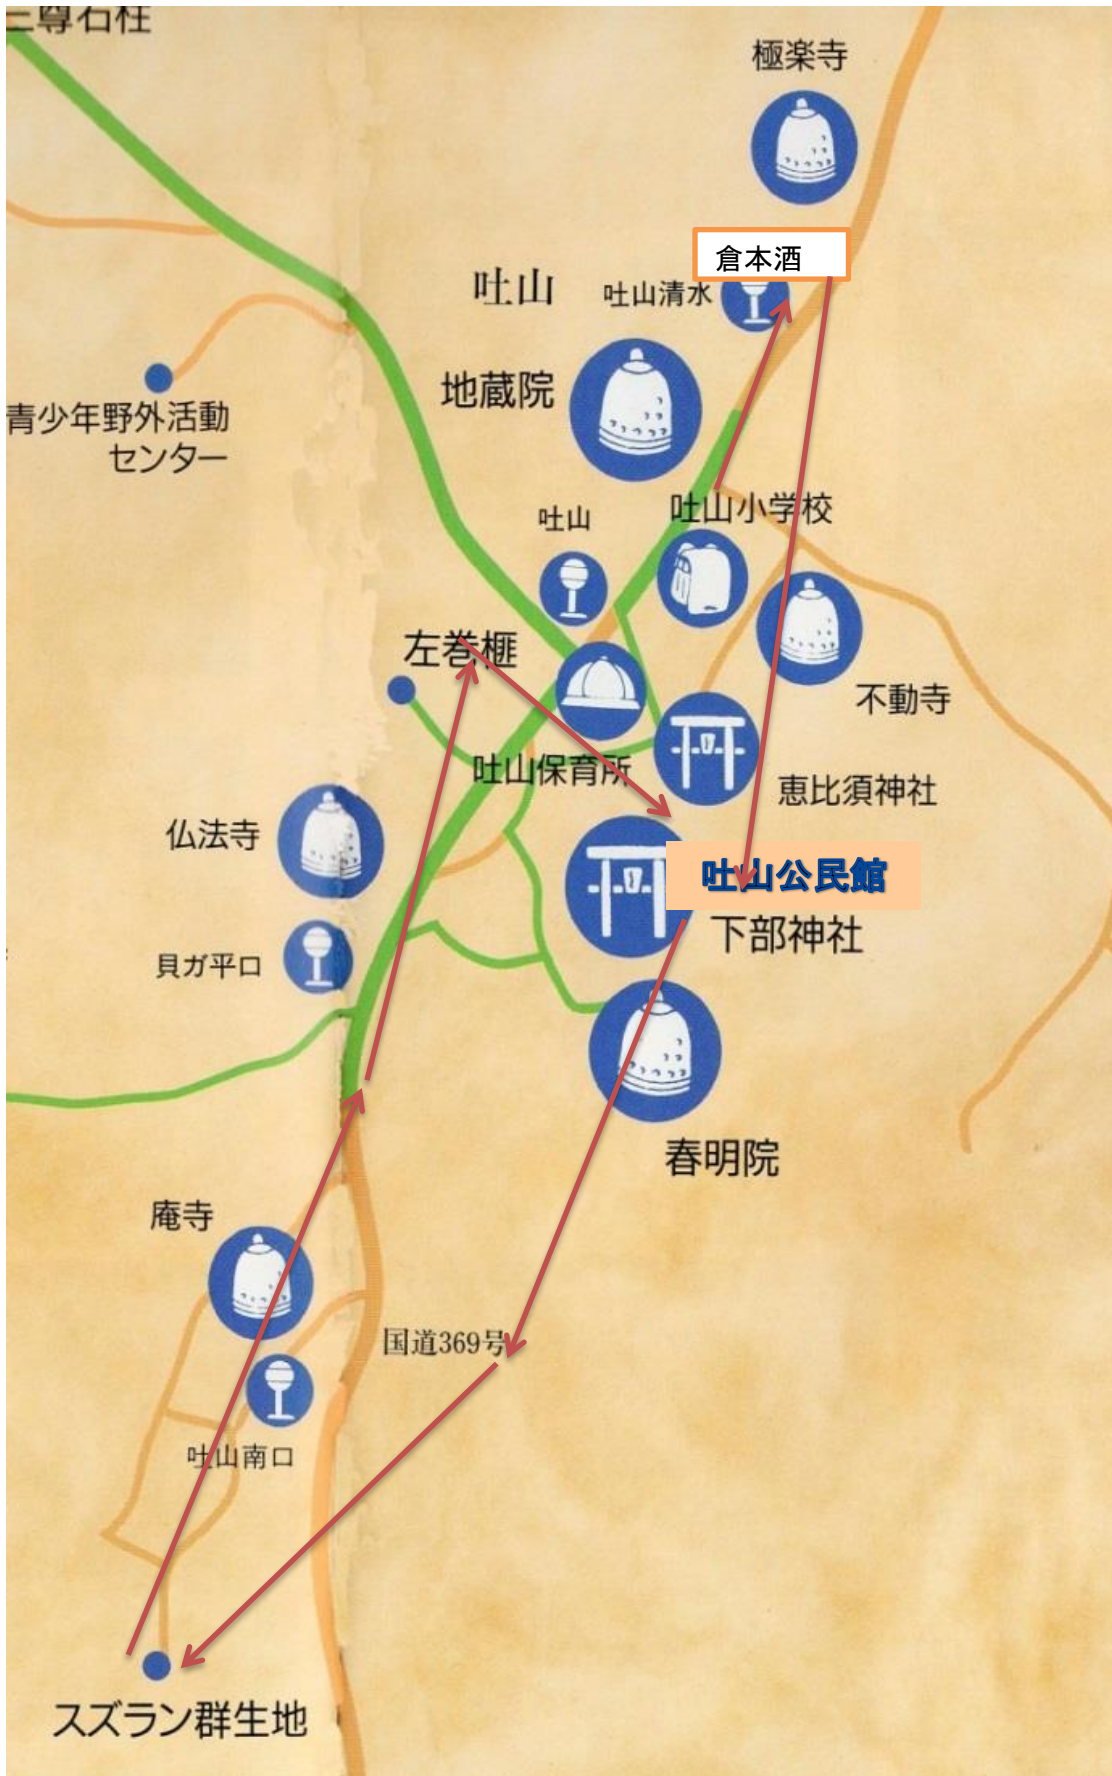 三尊石柱
極楽寺
倉本酒
吐山
吐山清水
地蔵院
青少年野外活動
センター
吐山小学校
吐山
左巻榧
不動寺
吐山保育所
恵比須神社
仏法寺
吐山公民館
下部神社
貝ガ平口
春明院
庵寺
国道369号
吐山南口
スズラン群生地